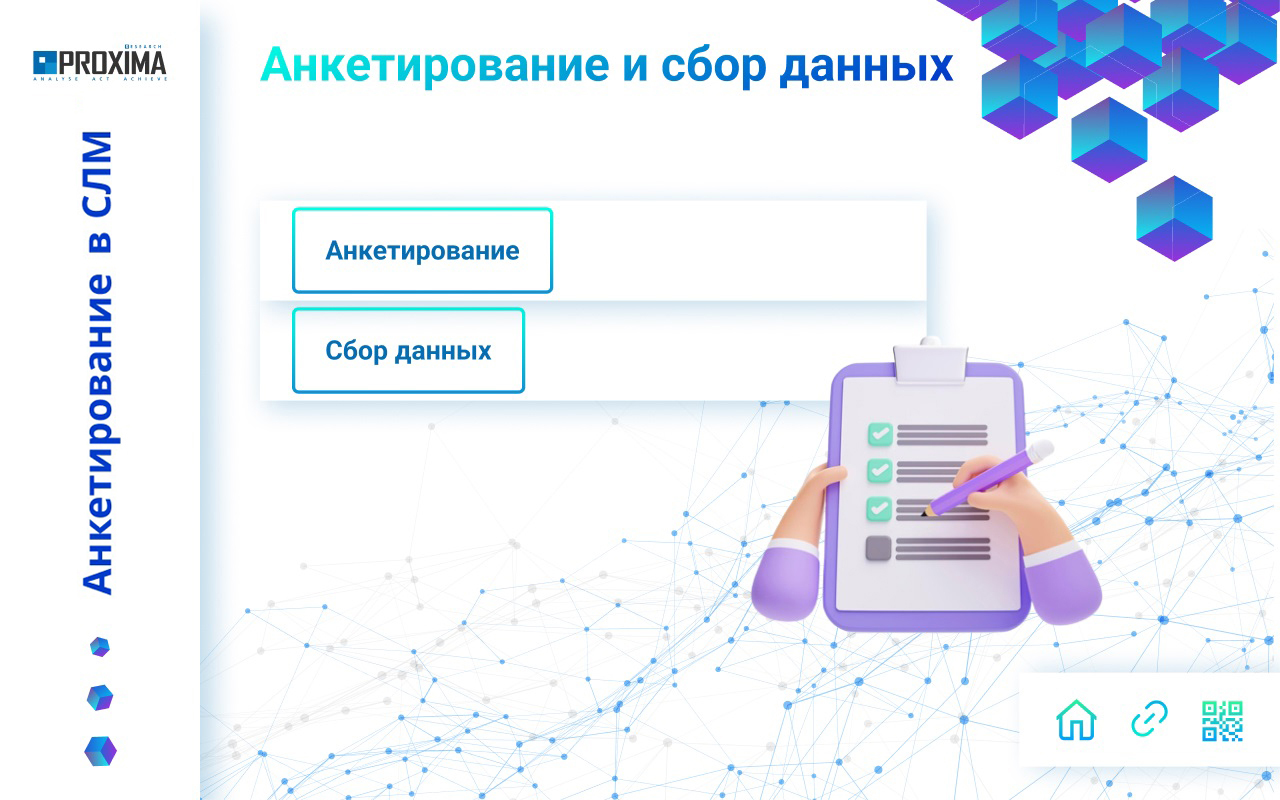 RESEARCH
PROXIMA
ANALYSE ACT ACHIEVE
Анкетирование в СЛМ
Анкетирование и сбор данных
Анкетирование
Сбор данных